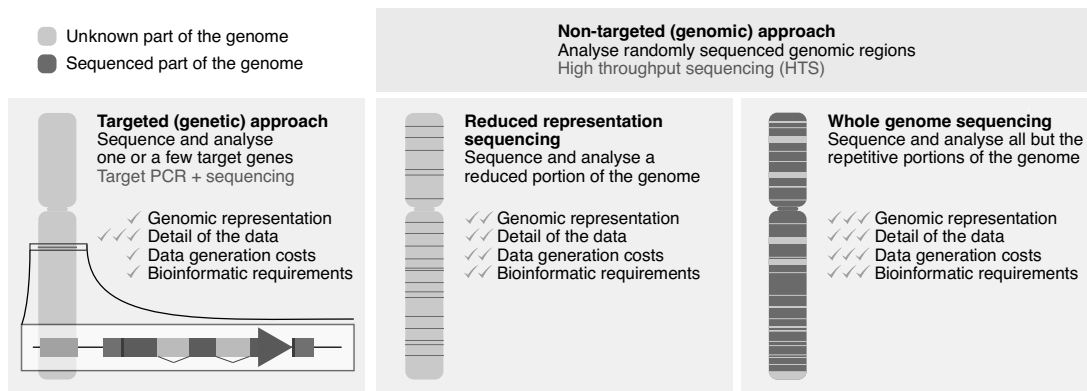 Unknown part of the genome
Sequenced part of the genome
Non-targeted (genomic) approach
Analyse randomly sequenced genomic regions
High throughput sequencing (HTS)
Targeted (genetic) approach
Sequence and analyse
one or a few target genes
Target PCR + sequencing
✓ Genomic representation
✓✓✓ Detail of the data
✓ Data generation costs
✓ Bioinformatic requirements
Reduced representation
sequencing
Sequence and analyse a
reduced portion of the genome
✓✓ Genomic representation
✓✓ Detail of the data
✓✓ Data generation costs
✓✓ Bioinformatic requirements
Whole genome sequencing
Sequence and analyse all but the
repetitive portions of the genome
✓✓✓ Genomic representation
✓✓✓ Detail of the data
✓✓✓ Data generation costs
✓✓✓ Bioinformatic requirements